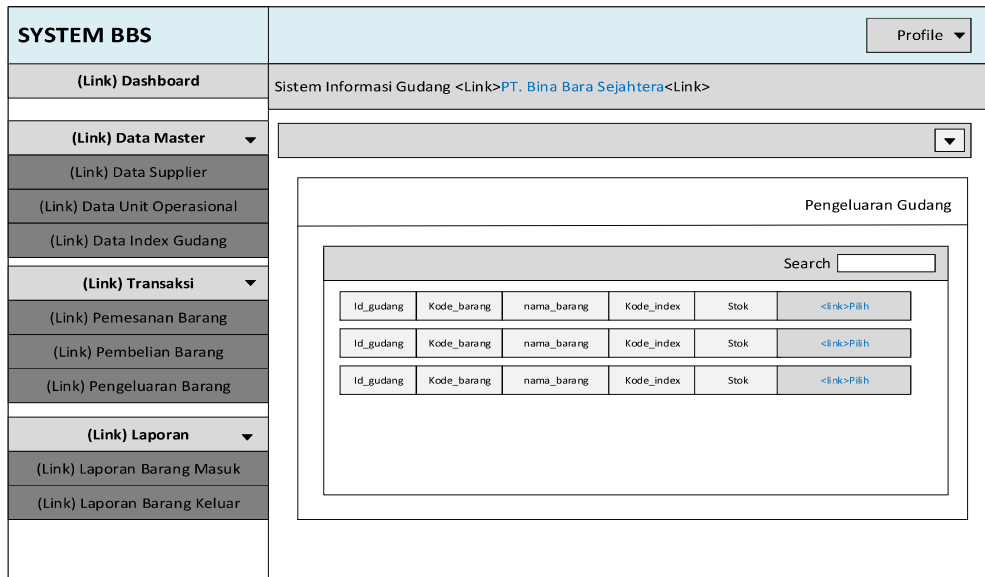 SYSTEM BBS
Profile
(Link) Dashboard
Sistem Informasi Gudang <Link>PT. Bina Bara Sejahtera<Link>
(Link) Data Master
(Link) Data Supplier
(Link) Data Unit Operasional
(Link) Data Index Gudang
(Link) Transaksi
(Link) Pemesanan Barang
(Link) Pembelian Barang
(Link) Pengeluaran Barang
(Link) Laporan
(Link) Laporan Barang Masuk
(Link) Laporan Barang Keluar
Pengeluaran Gudang
Search
Id_gudang Kode_barang nama_barang Kode_index Stok <link>Pilih
Id_gudang Kode_barang nama_barang Kode_index Stok <link>Pilih
Id_gudang Kode_barang nama_barang Kode_index Stok <link>Pilih